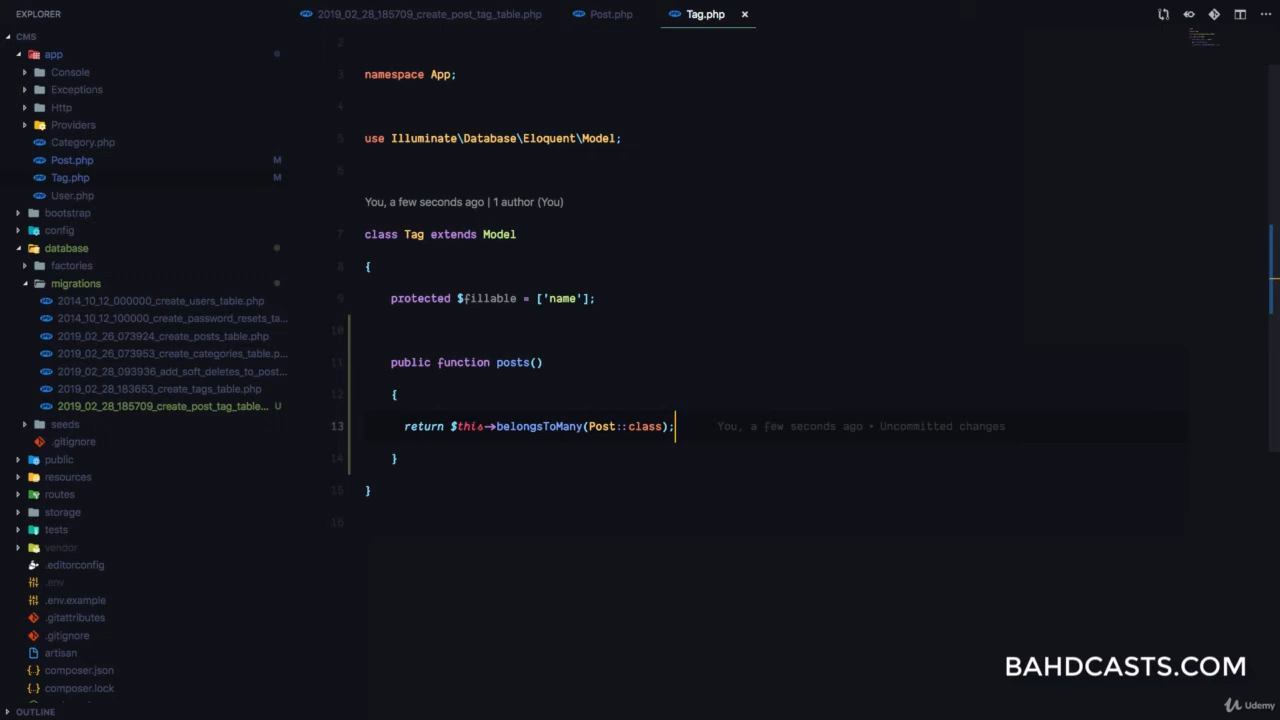 EXPLORER
2019_02_28_185709_create_post_tag_table.php
Post.php
Tag.php
CMS
app
Console
Exceptions
Http
Providers
Category.php
Post.php M
Tag.php M
User.php
bootstrap
config
database
factories
migrations
2014_10_12_000000_create_users_table.php
2014_10_12_100000_create_password_resets_ta...
2019_02_26_073924_create_posts_table.php
2019_02_26_073953_create_categories_table.p...
2019_02_28_093936_add_soft_deletes_to_post...
2019_02_28_183653_create_tags_table.php
2019_02_28_185709_create_post_tag_table... U
seeds
.gitignore
public
resources
routes
storage
tests
vendor
.editorconfig
.env
.env.example
.gitattributes
.gitignore
artisan
composer.json
composer.lock
OUTLINE
2
3 namespace App;
4
5 use Illuminate\Database\Eloquent\Model;
6
You, a few seconds ago | 1 author (You)
7 class Tag extends Model
8 {
9 protected $fillable = ['name'];
10
11 public function posts()
12 {
13 return $this->belongsToMany(Post::class); You, a few seconds ago • Uncommitted changes
14 }
15 }
16
BAHDCASTS.COM
Udemy